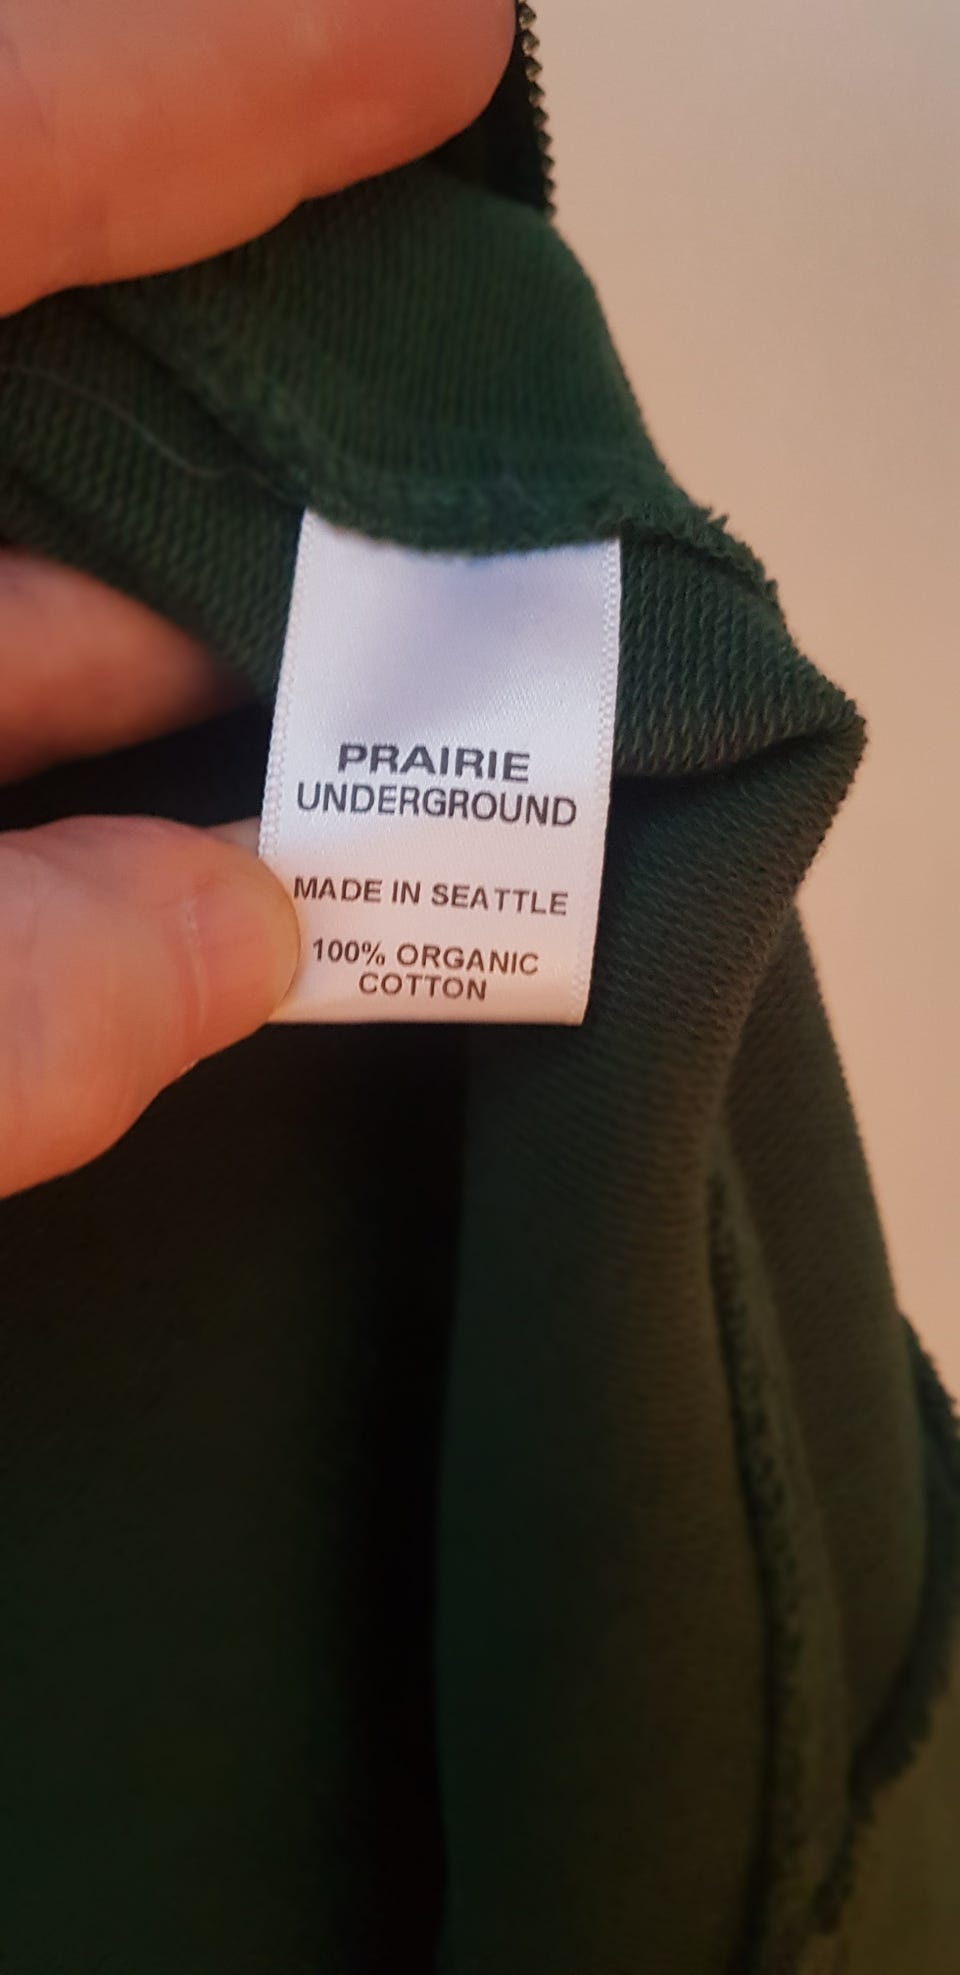 PRAIRIE
UNDERGROUND
MADE IN SEATTLE
100% ORGANIC
COTTON